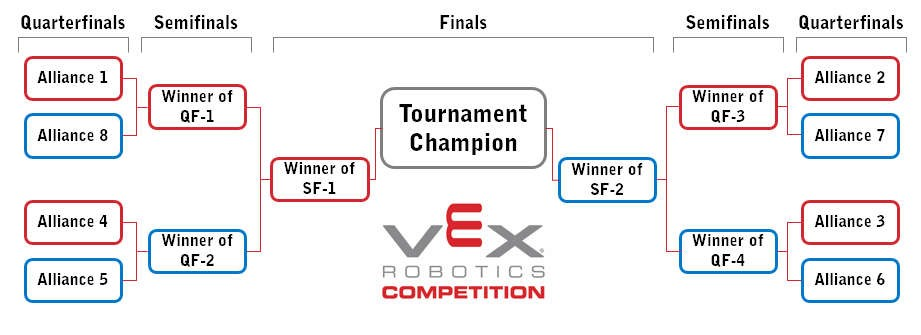 Quarterfinals
Semifinals
Finals
Semifinals
Quarterfinals
Alliance 1
Alliance 8
Winner of
QF-1
Alliance 4
Alliance 5
Winner of
QF-2
Winner of
SF-1
Tournament
Champion
Winner of
SF-2
Winner of
QF-3
Alliance 2
Alliance 7
Winner of
QF-4
Alliance 3
Alliance 6
VEX
ROBOTICS
COMPETITION